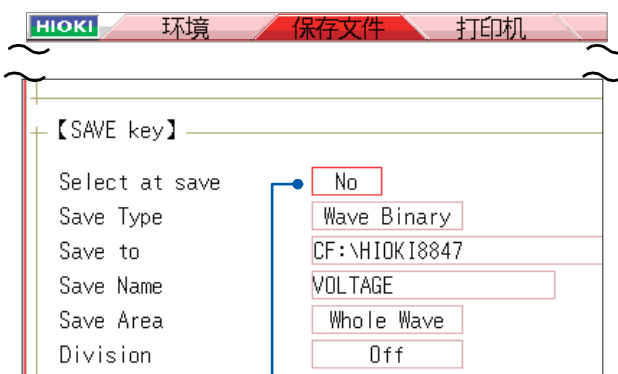 HIOKI 环境 保存文件 打印机
【SAVE key】
Select at save No
Save Type Wave Binary
Save to CF:\HIOKI8847
Save Name VOLTAGE
Save Area Whole Wave
Division Off